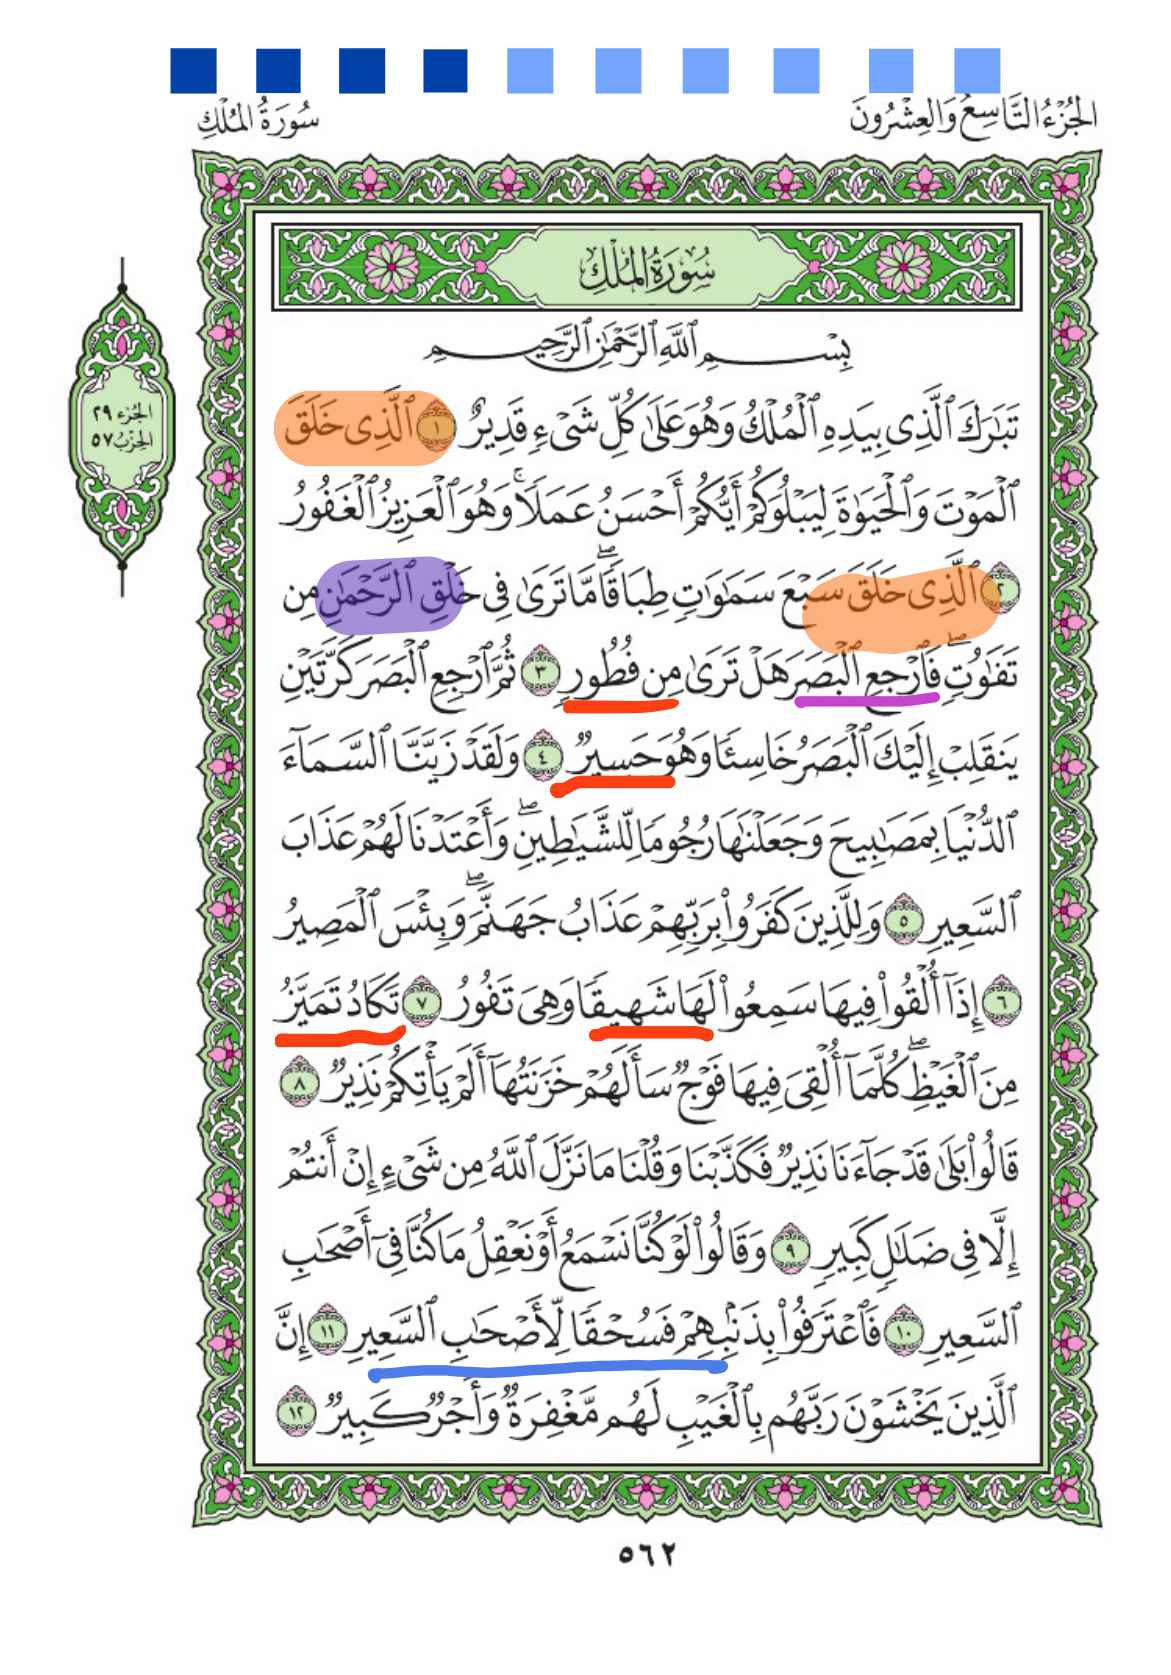 الجُزْءُ التَّاسِعُ وَالعِشْرُونَ
سُورَةُ المُلْكِ
سُورَةُ المُلْكِ
الجُزء ٢٩
الحِزْبُ ٥٧
بِسْمِ ٱللَّهِ ٱلرَّحْمَٰنِ ٱلرَّحِيمِ
تَبَٰرَكَ ٱلَّذِى بِيَدِهِ ٱلْمُلْكُ وَهُوَ عَلَىٰ كُلِّ شَىْءٍ قَدِيرٌ ١ ٱلَّذِى خَلَقَ
ٱلْمَوْتَ وَٱلْحَيَوٰةَ لِيَبْلُوَكُمْ أَيُّكُمْ أَحْسَنُ عَمَلًا ۚ وَهُوَ ٱلْعَزِيزُ ٱلْغَفُورُ
٢ ٱلَّذِى خَلَقَ سَبْعَ سَمَٰوَٰتٍ طِبَاقًا ۖ مَّا تَرَىٰ فِى خَلْقِ ٱلرَّحْمَٰنِ مِن
تَفَٰوُتٍ ۖ فَٱرْجِعِ ٱلْبَصَرَ هَلْ تَرَىٰ مِن فُطُورٍ ٣ ثُمَّ ٱرْجِعِ ٱلْبَصَرَ كَرَّتَيْنِ
يَنقَلِبْ إِلَيْكَ ٱلْبَصَرُ خَاسِئًا وَهُوَ حَسِيرٌ ٤ وَلَقَدْ زَيَّنَّا ٱلسَّمَآءَ
ٱلدُّنْيَا بِمَصَٰبِيحَ وَجَعَلْنَٰهَا رُجُومًا لِّلشَّيَٰطِينِ ۖ وَأَعْتَدْنَا لَهُمْ عَذَابَ
ٱلسَّعِيرِ ٥ وَلِلَّذِينَ كَفَرُوا۟ بِرَبِّهِمْ عَذَابُ جَهَنَّمَ ۖ وَبِئْسَ ٱلْمَصِيرُ
٦ إِذَآ أُلْقُوا۟ فِيهَا سَمِعُوا۟ لَهَا شَهِيقًا وَهِىَ تَفُورُ ٧ تَكَادُ تَمَيَّزُ
مِنَ ٱلْغَيْظِ ۖ كُلَّمَآ أُلْقِىَ فِيهَا فَوْجٌ سَأَلَهُمْ خَزَنَتُهَآ أَلَمْ يَأْتِكُمْ نَذِيرٌ ٨
قَالُوا۟ بَلَىٰ قَدْ جَآءَنَا نَذِيرٌ فَكَذَّبْنَا وَقُلْنَا مَا نَزَّلَ ٱللَّهُ مِن شَىْءٍ إِنْ أَنتُمْ
إِلَّا فِى ضَلَٰلٍ كَبِيرٍ ٩ وَقَالُوا۟ لَوْ كُنَّا نَسْمَعُ أَوْ نَعْقِلُ مَا كُنَّا فِىٓ أَصْحَٰبِ
ٱلسَّعِيرِ ١٠ فَٱعْتَرَفُوا۟ بِذَنۢبِهِمْ فَسُحْقًا لِّأَصْحَٰبِ ٱلسَّعِيرِ ١١ إِنَّ
ٱلَّذِينَ يَخْشَوْنَ رَبَّهُم بِٱلْغَيْبِ لَهُم مَّغْفِرَةٌ وَأَجْرٌ كَبِيرٌ ١٢
٥٦٢